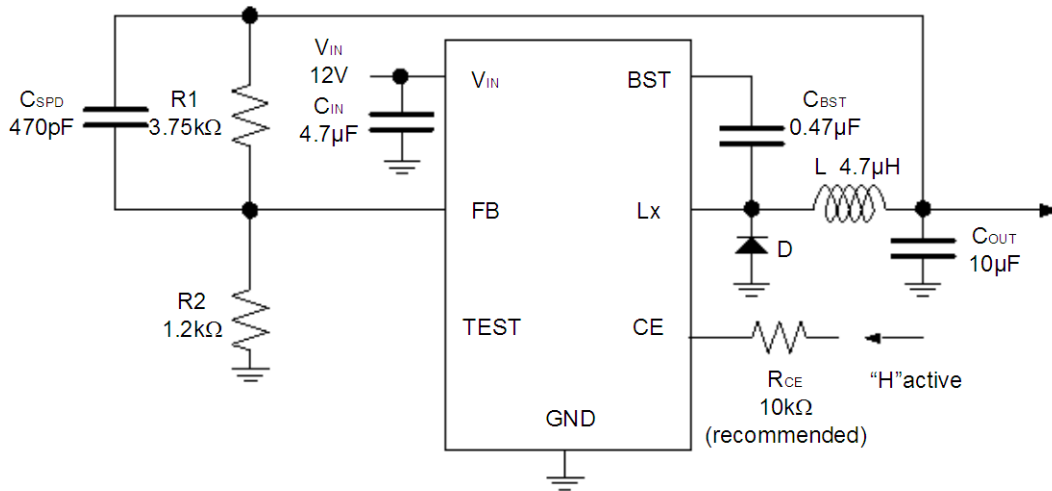 CSPD
470pF
R1
3.75kΩ
VIN
12V
CIN
4.7µF
VIN
BST
CBST
0.47µF
L 4.7µH
FB
Lx
D
COUT
10µF
R2
1.2kΩ
TEST
CE
RCE
10kΩ
(recommended)
“H”active
GND